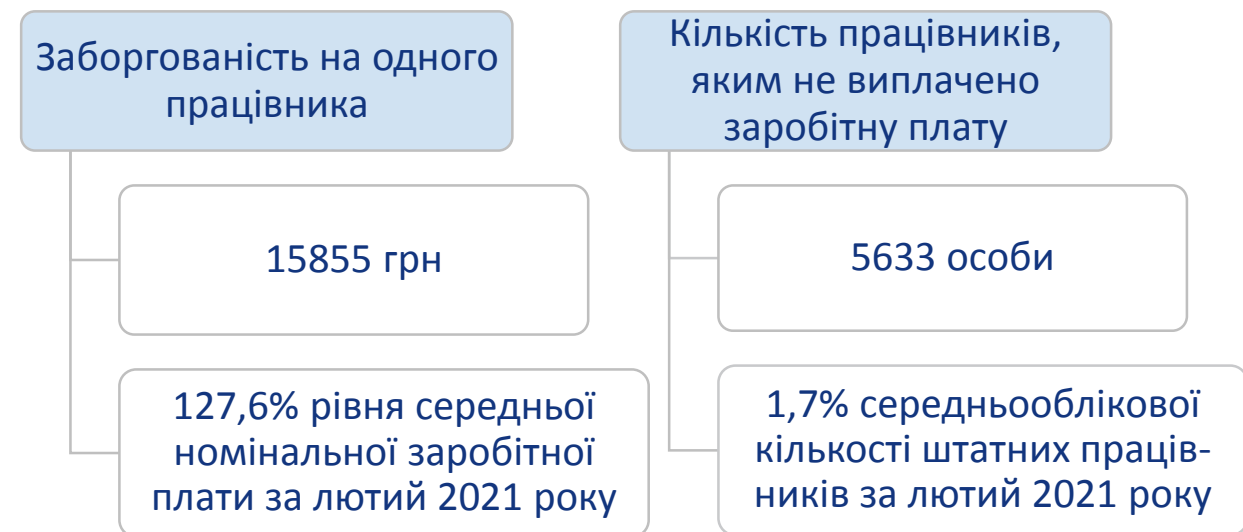 Заборгованість на одного
працівника
15855 грн
127,6% рівня середньої
номінальної заробітної
плати за лютий 2021 року
Кількість працівників,
яким не виплачено
заробітну плату
5633 особи
1,7% середньооблікової
кількості штатних праців-
ників за лютий 2021 року